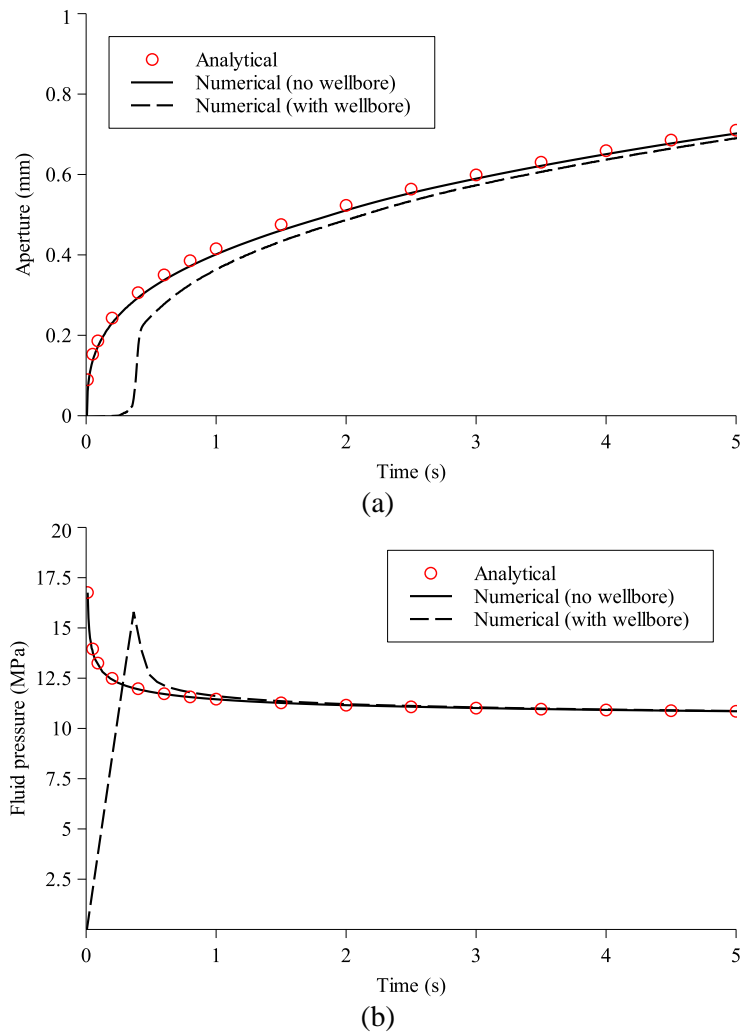 1
0.8
0.6
0.4
0.2
0
Aperture (mm)
Analytical
Numerical (no wellbore)
Numerical (with wellbore)
0 1 2 3 4 5
Time (s)
(a)
20
17.5
15
12.5
10
7.5
5
2.5
Fluid pressure (MPa)
Analytical
Numerical (no wellbore)
Numerical (with wellbore)
0 1 2 3 4 5
Time (s)
(b)